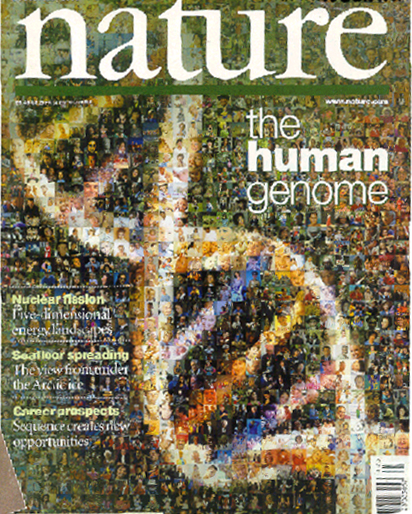 nature
www.nature.com
the
human
genome
Nuclear fission
Five-dimensional
energy landscapes
Seafloor spreading
The view from under
the Arctic ice
Career prospects
Sequence creates new
opportunities